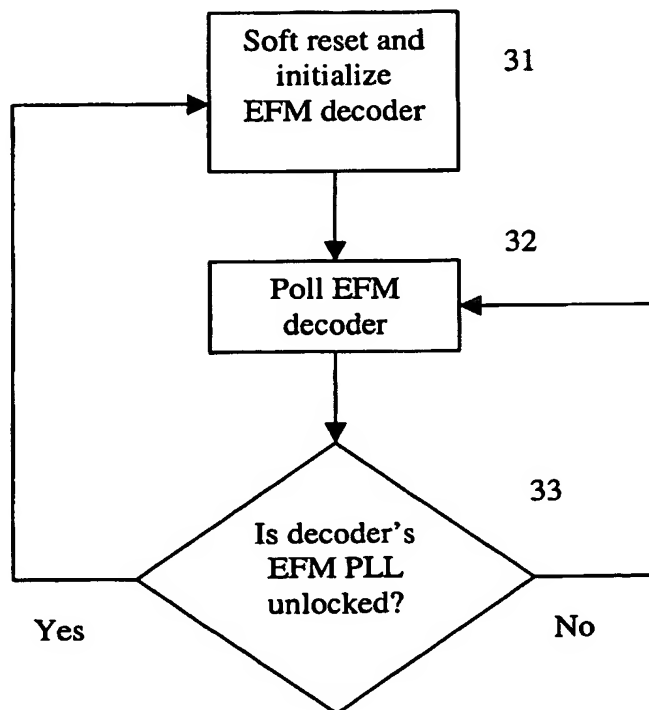 Soft reset and
initialize
EFM decoder
31
32
Poll EFM
decoder
33
Is decoder's
EFM PLL
unlocked?
Yes
No